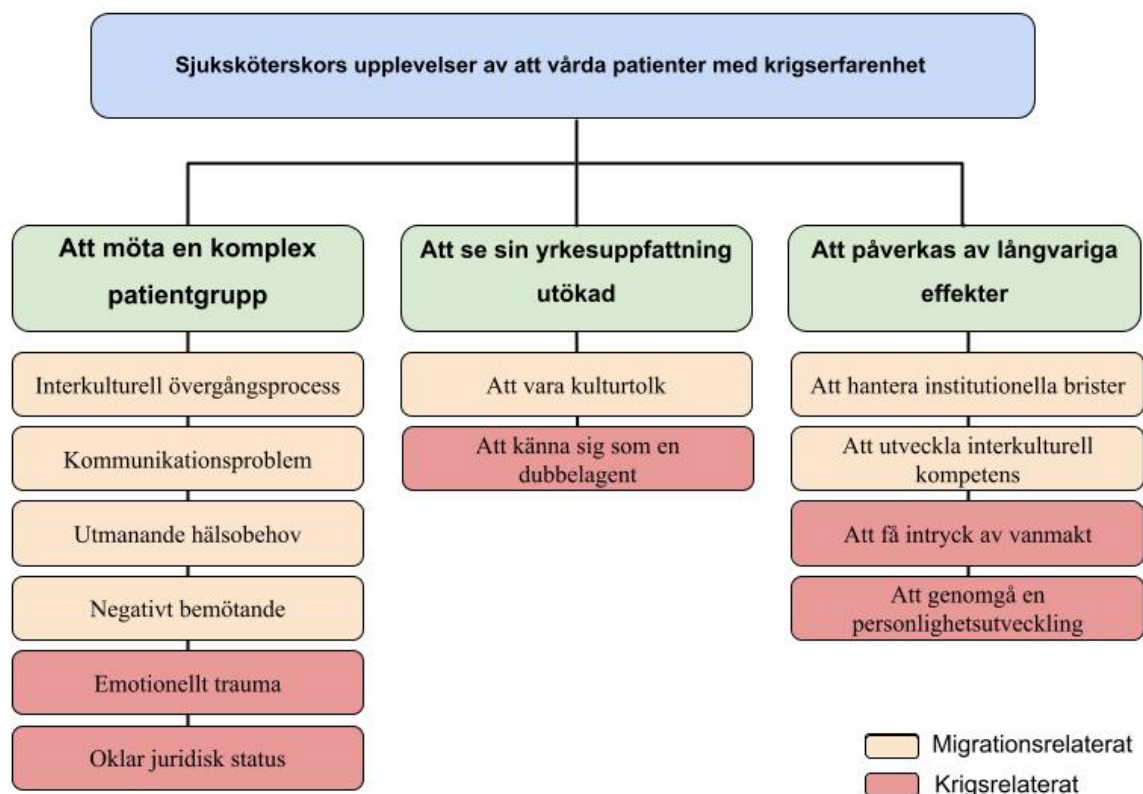 Sjuksköterskors upplevelser av att vårda patienter med krigserfarenhet
Att möta en komplex
patientgrupp
Interkulturell övergångsprocess
Kommunikationsproblem
Utmanande hälsobehov
Negativt bemötande
Emotionellt trauma
Oklar juridisk status
Att se sin yrkesuppfattning
utökad
Att vara kulturtolk
Att känna sig som en
dubbelagent
Att påverkas av långvariga
effekter
Att hantera institutionella brister
Att utveckla interkulturell
kompetens
Att få intryck av vanmakt
Att genomgå en
personlighetsutveckling
Migrationsrelaterat
Krigsrelaterat